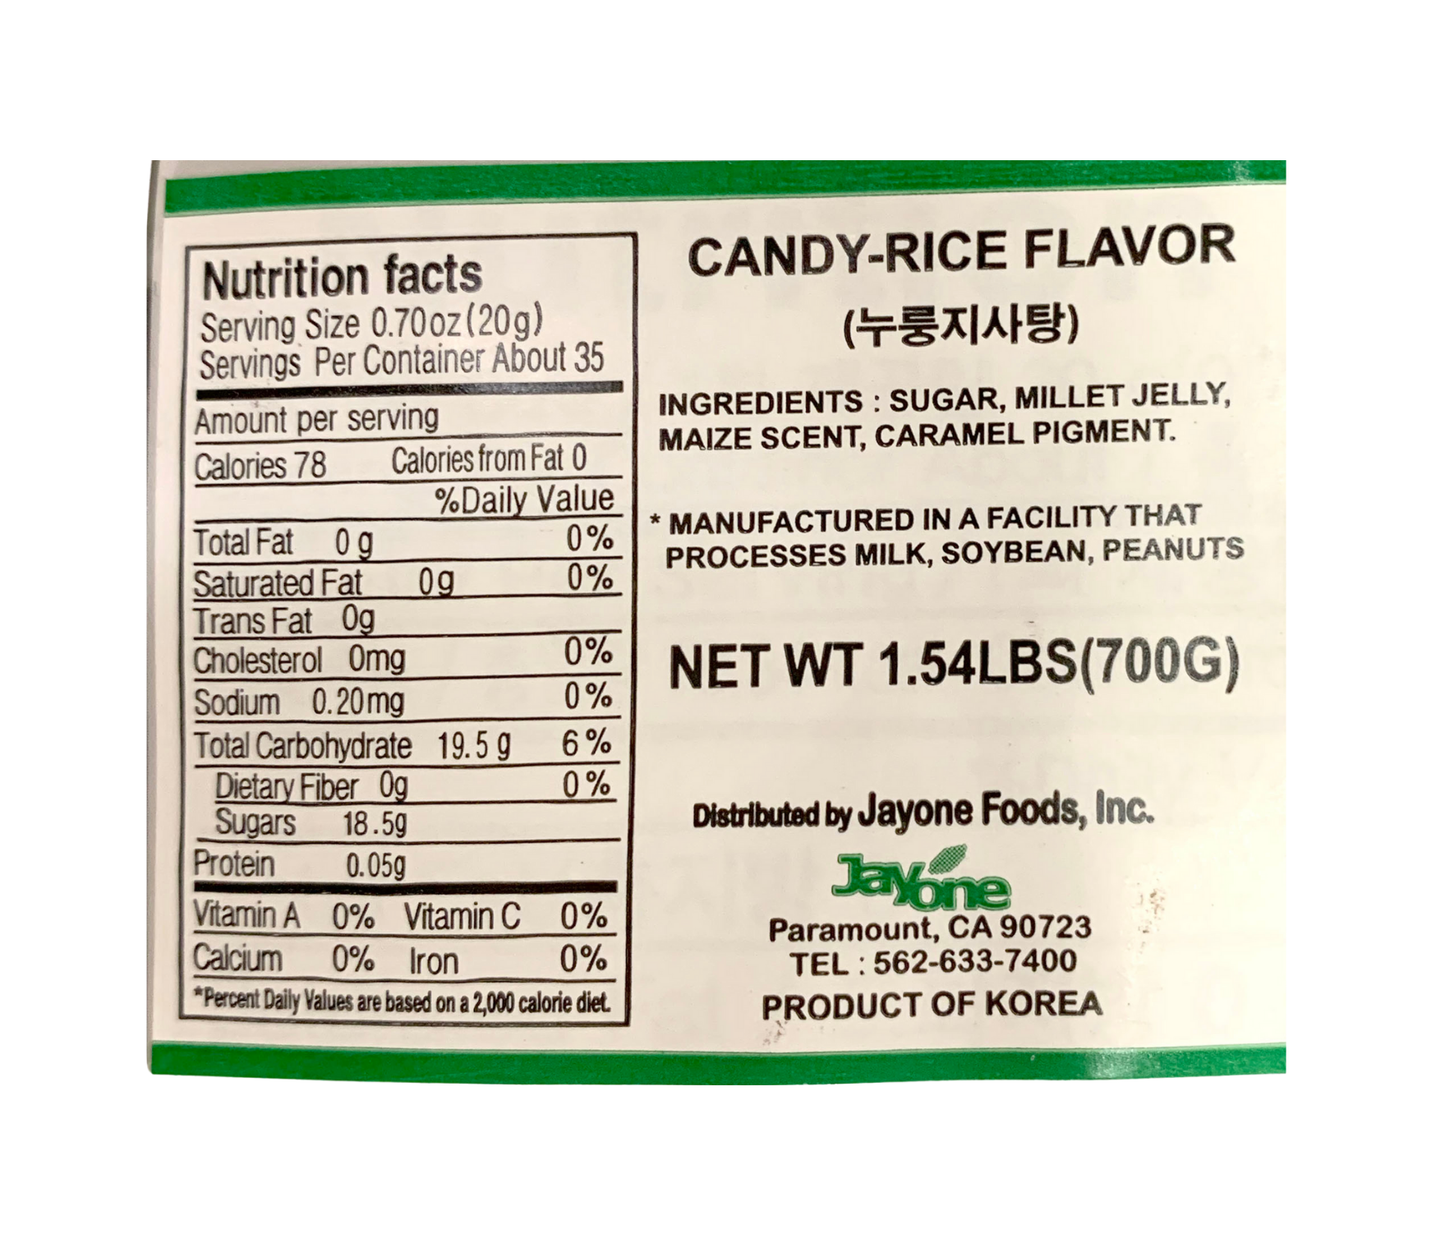 Nutrition facts
Serving Size 0.70oz(20g)
Servings Per Container About 35
Amount per serving
Calories 78 Calories from Fat 0
%Daily Value
Total Fat 0g 0%
Saturated Fat 0g 0%
Trans Fat 0g
Cholesterol 0mg 0%
Sodium 0.20mg 0%
Total Carbohydrate 19.5g 6%
Dietary Fiber 0g 0%
Sugars 18.5g
Protein 0.05g
Vitamin A 0% Vitamin C 0%
Calcium 0% Iron 0%
*Percent Daily Values are based on a 2,000 calorie diet.
CANDY-RICE FLAVOR
(누룽지사탕)
INGREDIENTS : SUGAR, MILLET JELLY,
MAIZE SCENT, CARAMEL PIGMENT.
* MANUFACTURED IN A FACILITY THAT
PROCESSES MILK, SOYBEAN, PEANUTS
NET WT 1.54LBS(700G)
Distributed by Jayone Foods, Inc.
Jayone
Paramount, CA 90723
TEL : 562-633-7400
PRODUCT OF KOREA